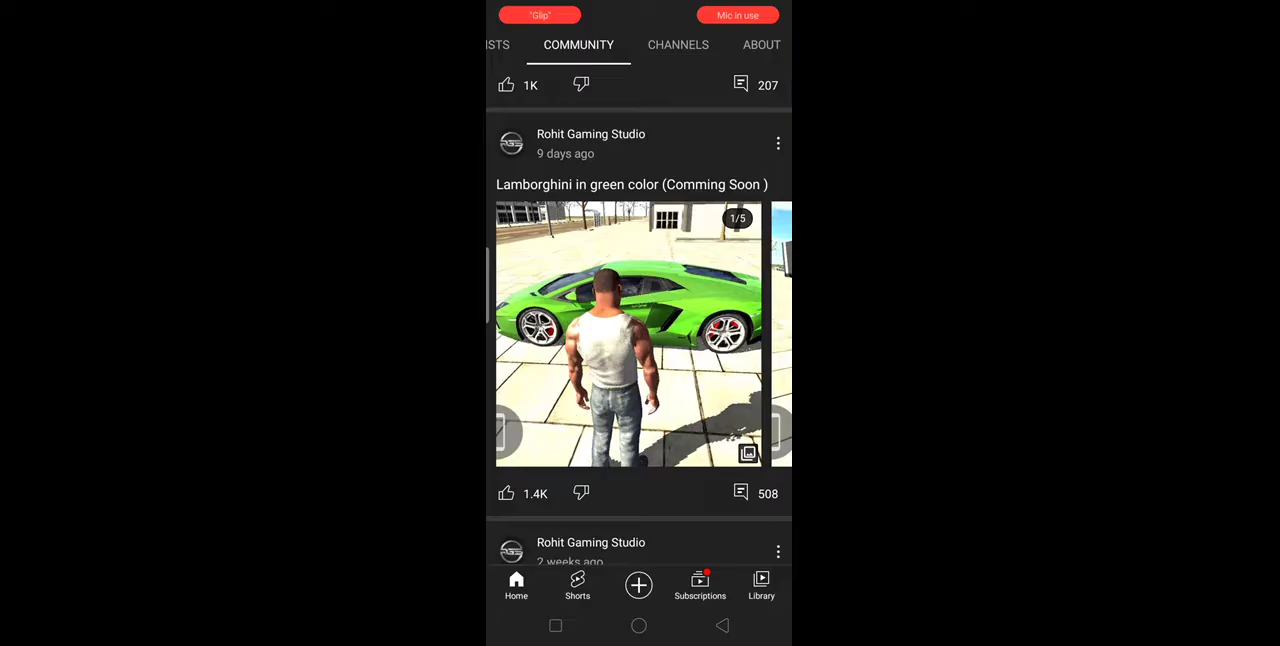 "Glip"
Mic in use
ISTS COMMUNITY CHANNELS ABOUT
1K
207
Rohit Gaming Studio
9 days ago
Lamborghini in green color (Comming Soon )
1/5
1.4K
508
Rohit Gaming Studio
2 weeks ago
Home Shorts Subscriptions Library